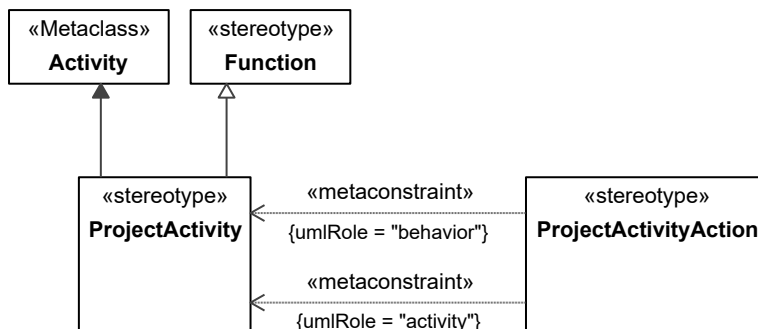 «Metaclass»
Activity
«stereotype»
Function
«stereotype»
ProjectActivity
«metaconstraint»
{umlRole = "behavior"}
«metaconstraint»
{umlRole = "activity"}
«stereotype»
ProjectActivityAction